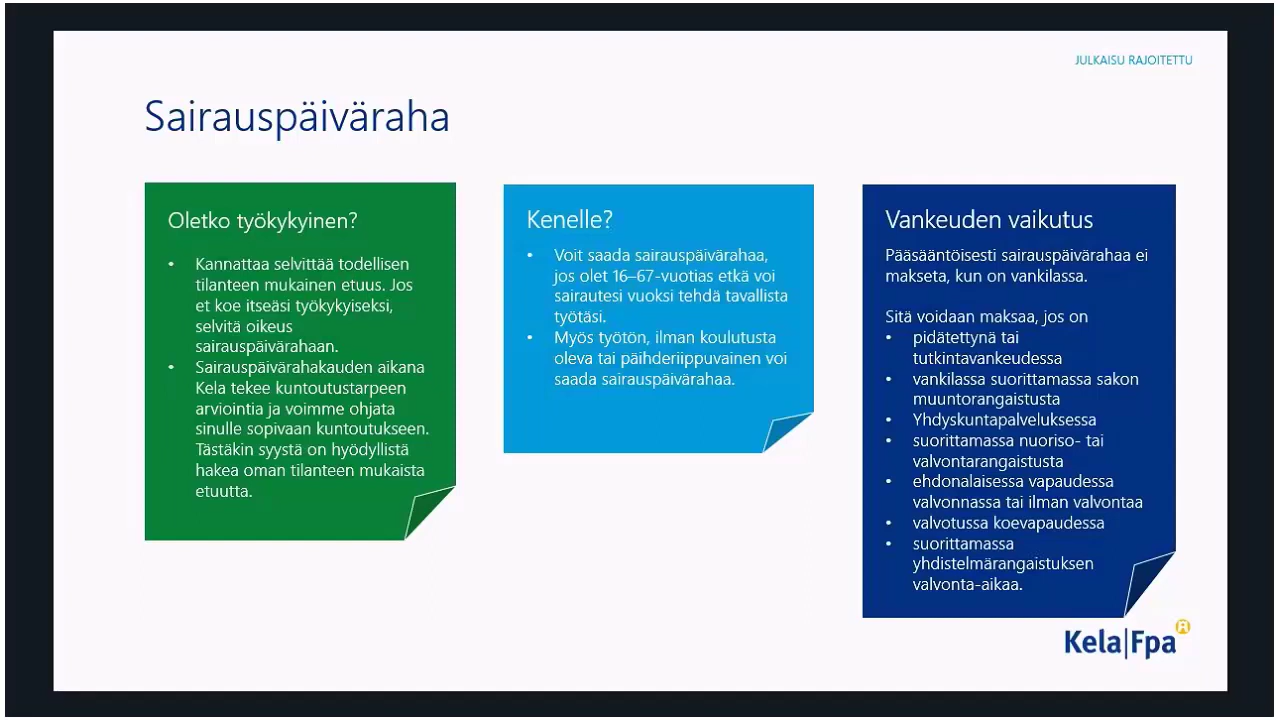 JULKAISU RAJOITETTU
Sairauspäiväraha
Oletko työkykyinen?
• Kannattaa selvittää todellisen
tilanteen mukainen etuus. Jos
et koe itseäsi työkykyiseksi,
selvitä oikeus
sairauspäivärahaan.
• Sairauspäivärahakauden aikana
Kela tekee kuntoutustarpeen
arviointia ja voimme ohjata
sinulle sopivaan kuntoutukseen.
Tästäkin syystä on hyödyllistä
hakea oman tilanteen mukaista
etuutta.
Kenelle?
• Voit saada sairauspäivärahaa,
jos olet 16–67-vuotias etkä voi
sairautesi vuoksi tehdä tavallista
työtäsi.
• Myös työtön, ilman koulutusta
oleva tai päihderiippuvainen voi
saada sairauspäivärahaa.
Vankeuden vaikutus
Pääsääntöisesti sairauspäivärahaa ei
makseta, kun on vankilassa.
Sitä voidaan maksaa, jos on
• pidätettynä tai
tutkintavankeudessa
• vankilassa suorittamassa sakon
muuntorangaistusta
• Yhdyskuntapalveluksessa
• suorittamassa nuoriso- tai
valvontarangaistusta
• ehdonalaisessa vapaudessa
valvonnassa tai ilman valvontaa
• valvotussa koevapaudessa
• suorittamassa
yhdistelmärangaistuksen
valvonta-aikaa.
Kela|Fpa